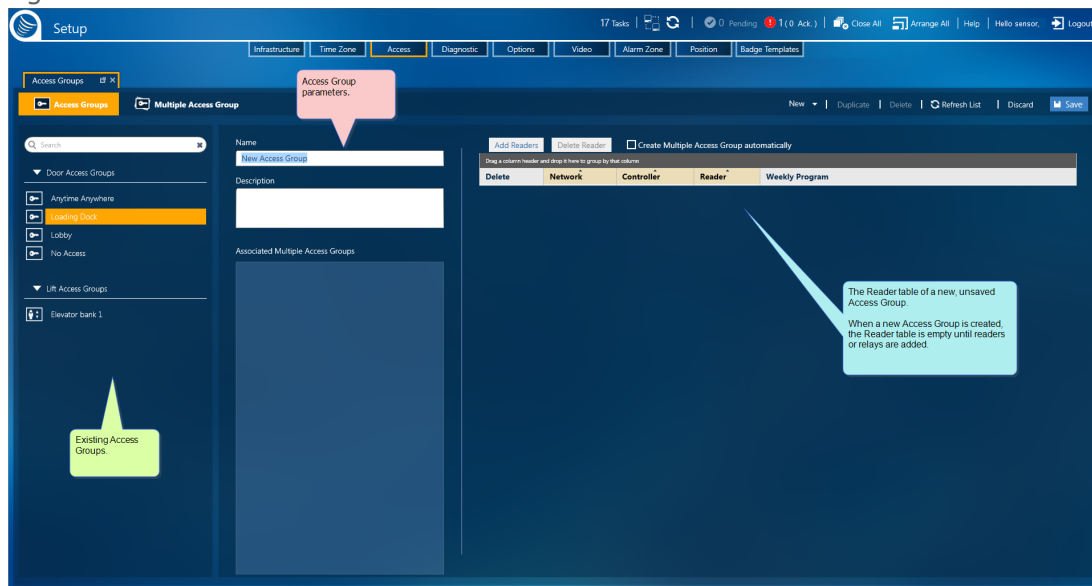 Setup
17 Tasks
0 Pending
1 ( 0 Ack. )
Close All
Arrange All
Help
Hello sensor,
Logout
Infrastructure
Time Zone
Access
Diagnostic
Options
Video
Alarm Zone
Position
Badge Templates
Access Groups
Access Groups
Multiple Access Group
New
Duplicate
Delete
Refresh List
Discard
Save
Search
Door Access Groups
Anytime Anywhere
Loading Dock
Lobby
No Access
Lift Access Groups
Elevator bank 1
Existing Access
Groups.
Access Group
parameters.
Name
New Access Group
Description
Associated Multiple Access Groups
Add Readers
Delete Reader
Create Multiple Access Group automatically
Drag a column header and drop it here to group by that column
Delete
Network
Controller
Reader
Weekly Program
The Reader table of a new, unsaved
Access Group.
When a new Access Group is created,
the Reader table is empty until readers
or relays are added.